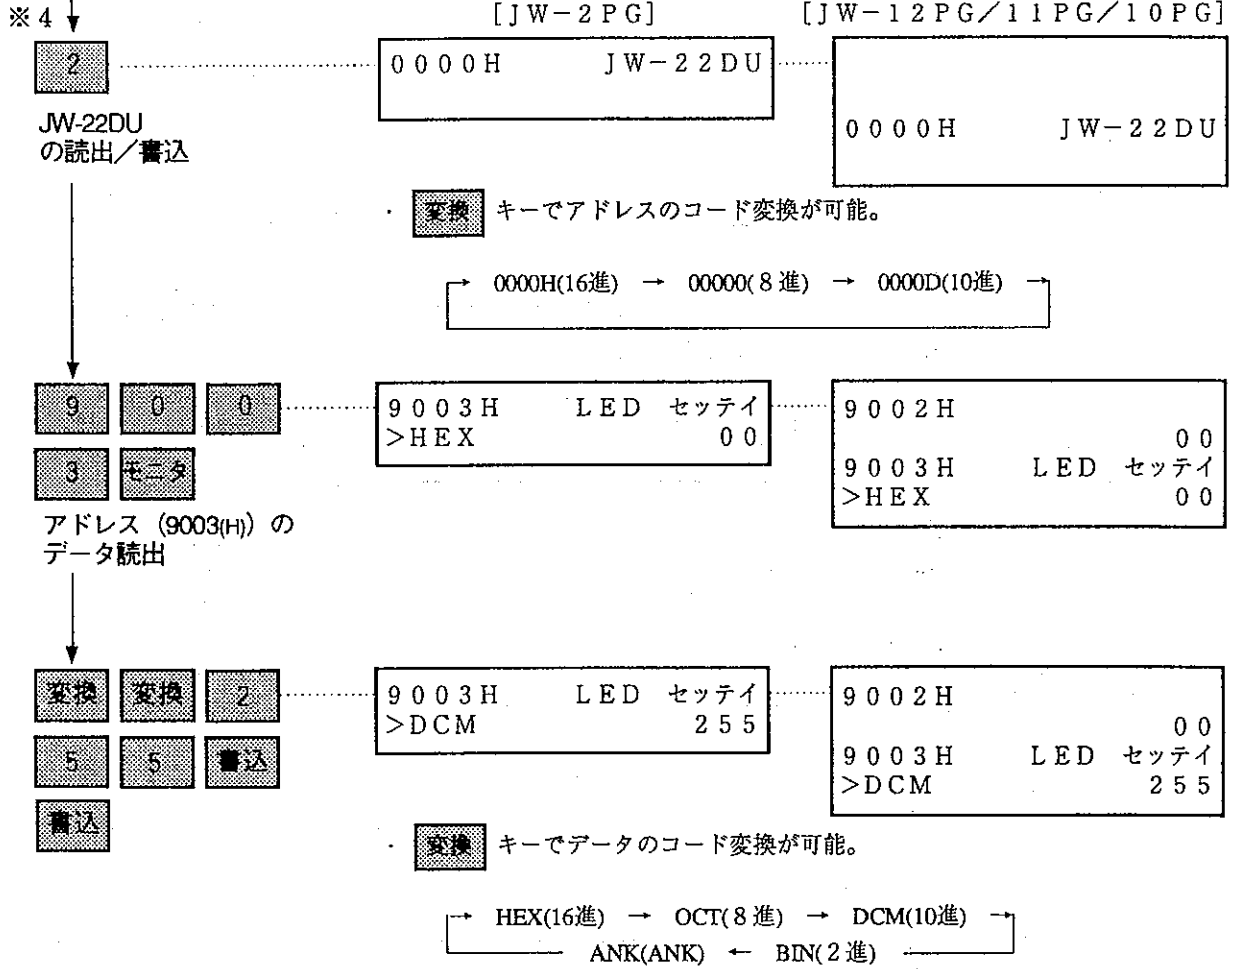 ※4
[JW-2PG]
[JW-12PG/11PG/10PG]
2
0000H JW-22DU
0000H JW-22DU
JW-22DU
の読出/書込
・ 変換 キーでアドレスのコード変換が可能。
0000H(16進) → 00000(8進) → 0000D(10進) →
9 0 0
9003H LED セッテイ
>HEX 00
9002H
00
9003H LED セッテイ
>HEX 00
3 モニタ
アドレス (9003(H)) の
データ読出
変換 変換 2
9003H LED セッテイ
>DCM 255
9002H
00
9003H LED セッテイ
>DCM 255
5 5 書込
書込
・ 変換 キーでデータのコード変換が可能。
→ HEX(16進) → OCT(8進) → DCM(10進) →
ANK(ANK) ← BIN(2進)